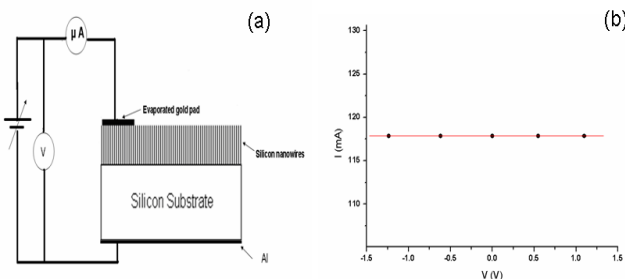 (a)
µ A
Evaporated gold pad
V
Silicon nanowires
Silicon Substrate
Al
(b)
130
125
120
115
110
I (mA)
-1.5 -1.0 -0.5 0.0 0.5 1.0 1.5
V (V)